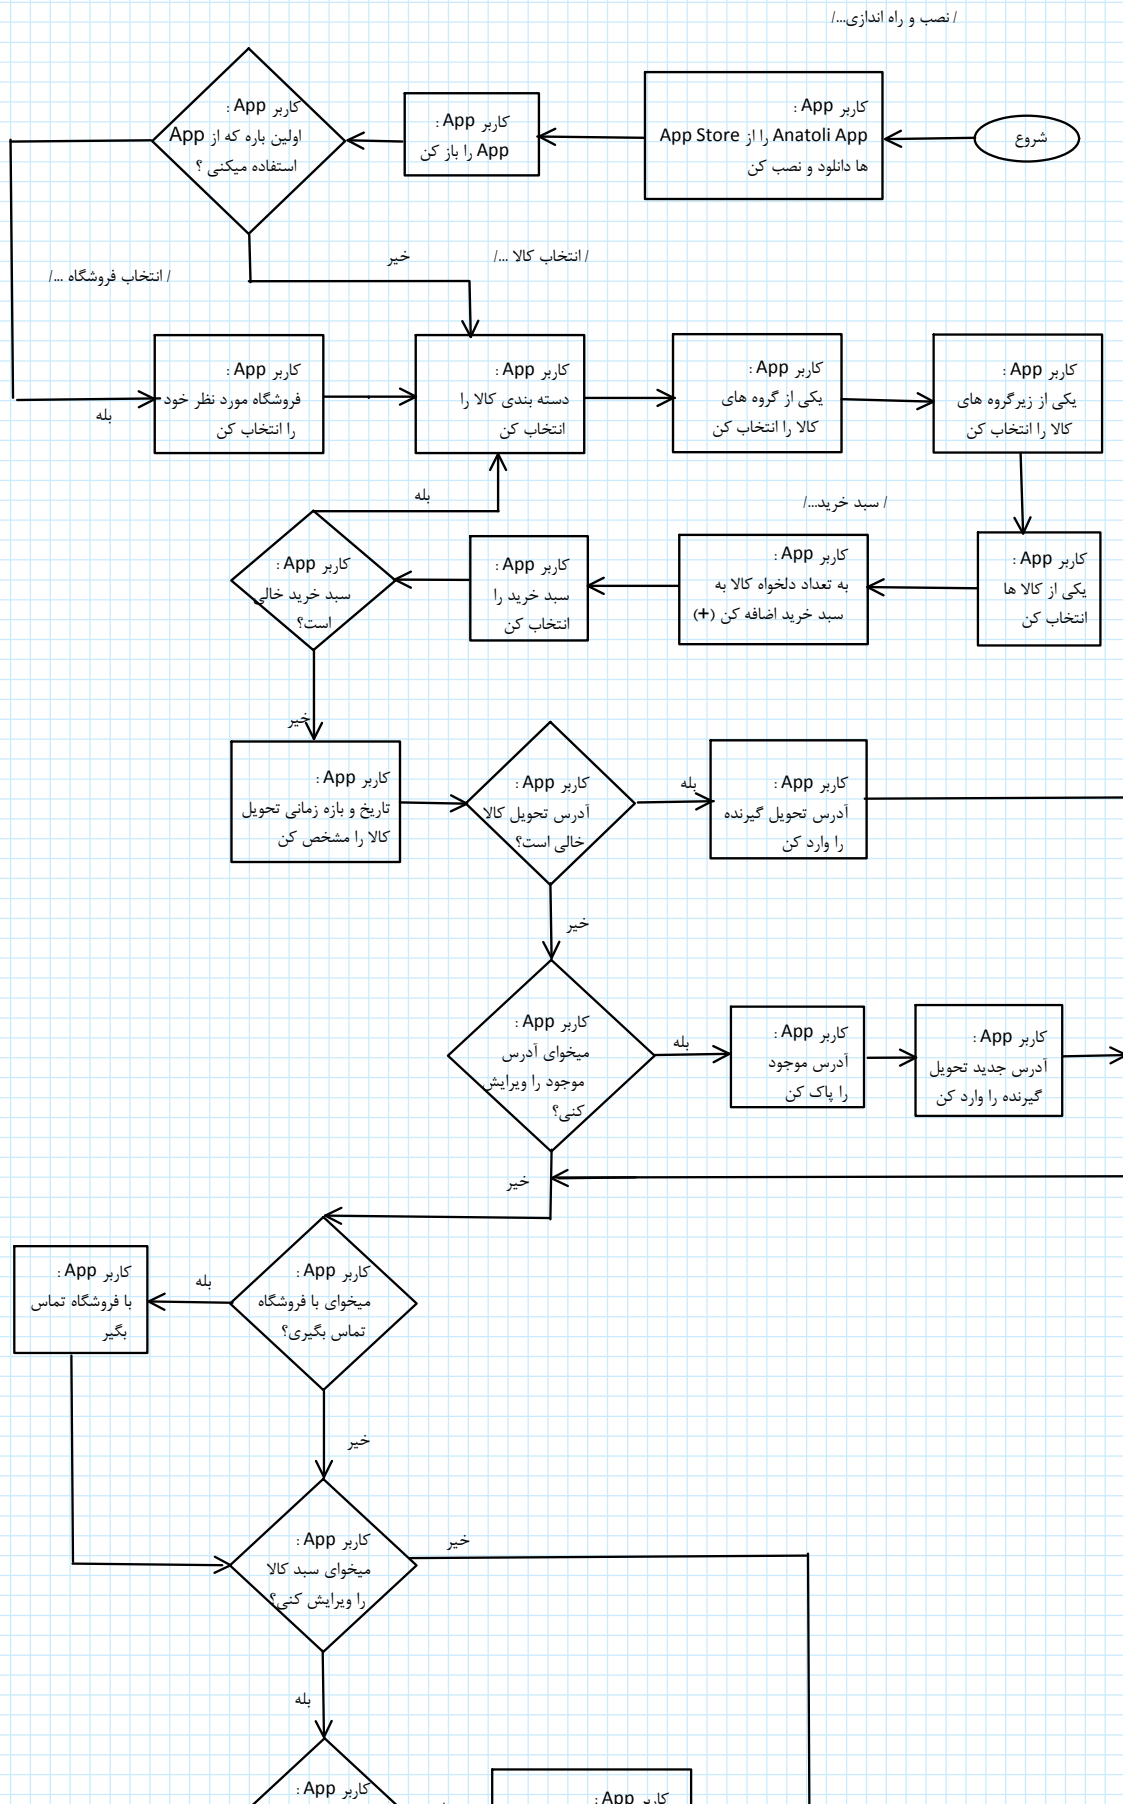 / نصب و راه اندازی.../
شروع
کاربر App :
Anatoli App را از App Store
ها دانلود و نصب کن
کاربر App :
App را باز کن
کاربر App :
اولین باره که از App
استفاده میکنی ؟
خیر
/ انتخاب کالا .../
/ انتخاب فروشگاه .../
بله
کاربر App :
فروشگاه مورد نظر خود
را انتخاب کن
کاربر App :
دسته بندی کالا را
انتخاب کن
کاربر App :
یکی از گروه های
کالا را انتخاب کن
کاربر App :
یکی از زیرگروه های
کالا را انتخاب کن
/ سبد خرید.../
کاربر App :
یکی از کالا ها
انتخاب کن
کاربر App :
به تعداد دلخواه کالا به
سبد خرید اضافه کن (+)
کاربر App :
سبد خرید را
انتخاب کن
بله
کاربر App :
سبد خرید خالی
است؟
خیر
کاربر App :
تاریخ و بازه زمانی تحویل
کالا را مشخص کن
کاربر App :
آدرس تحویل کالا
خالی است؟
بله
کاربر App :
آدرس تحویل گیرنده
را وارد کن
خیر
کاربر App :
میخوای آدرس
موجود را ویرایش
کنی؟
بله
کاربر App :
آدرس موجود
را پاک کن
کاربر App :
آدرس جدید تحویل
گیرنده را وارد کن
خیر
کاربر App :
میخوای با فروشگاه
تماس بگیری؟
بله
کاربر App :
با فروشگاه تماس
بگیر
خیر
کاربر App :
میخوای سبد کالا
را ویرایش کنی؟
خیر
بله
کاربر App :
کاربر App :